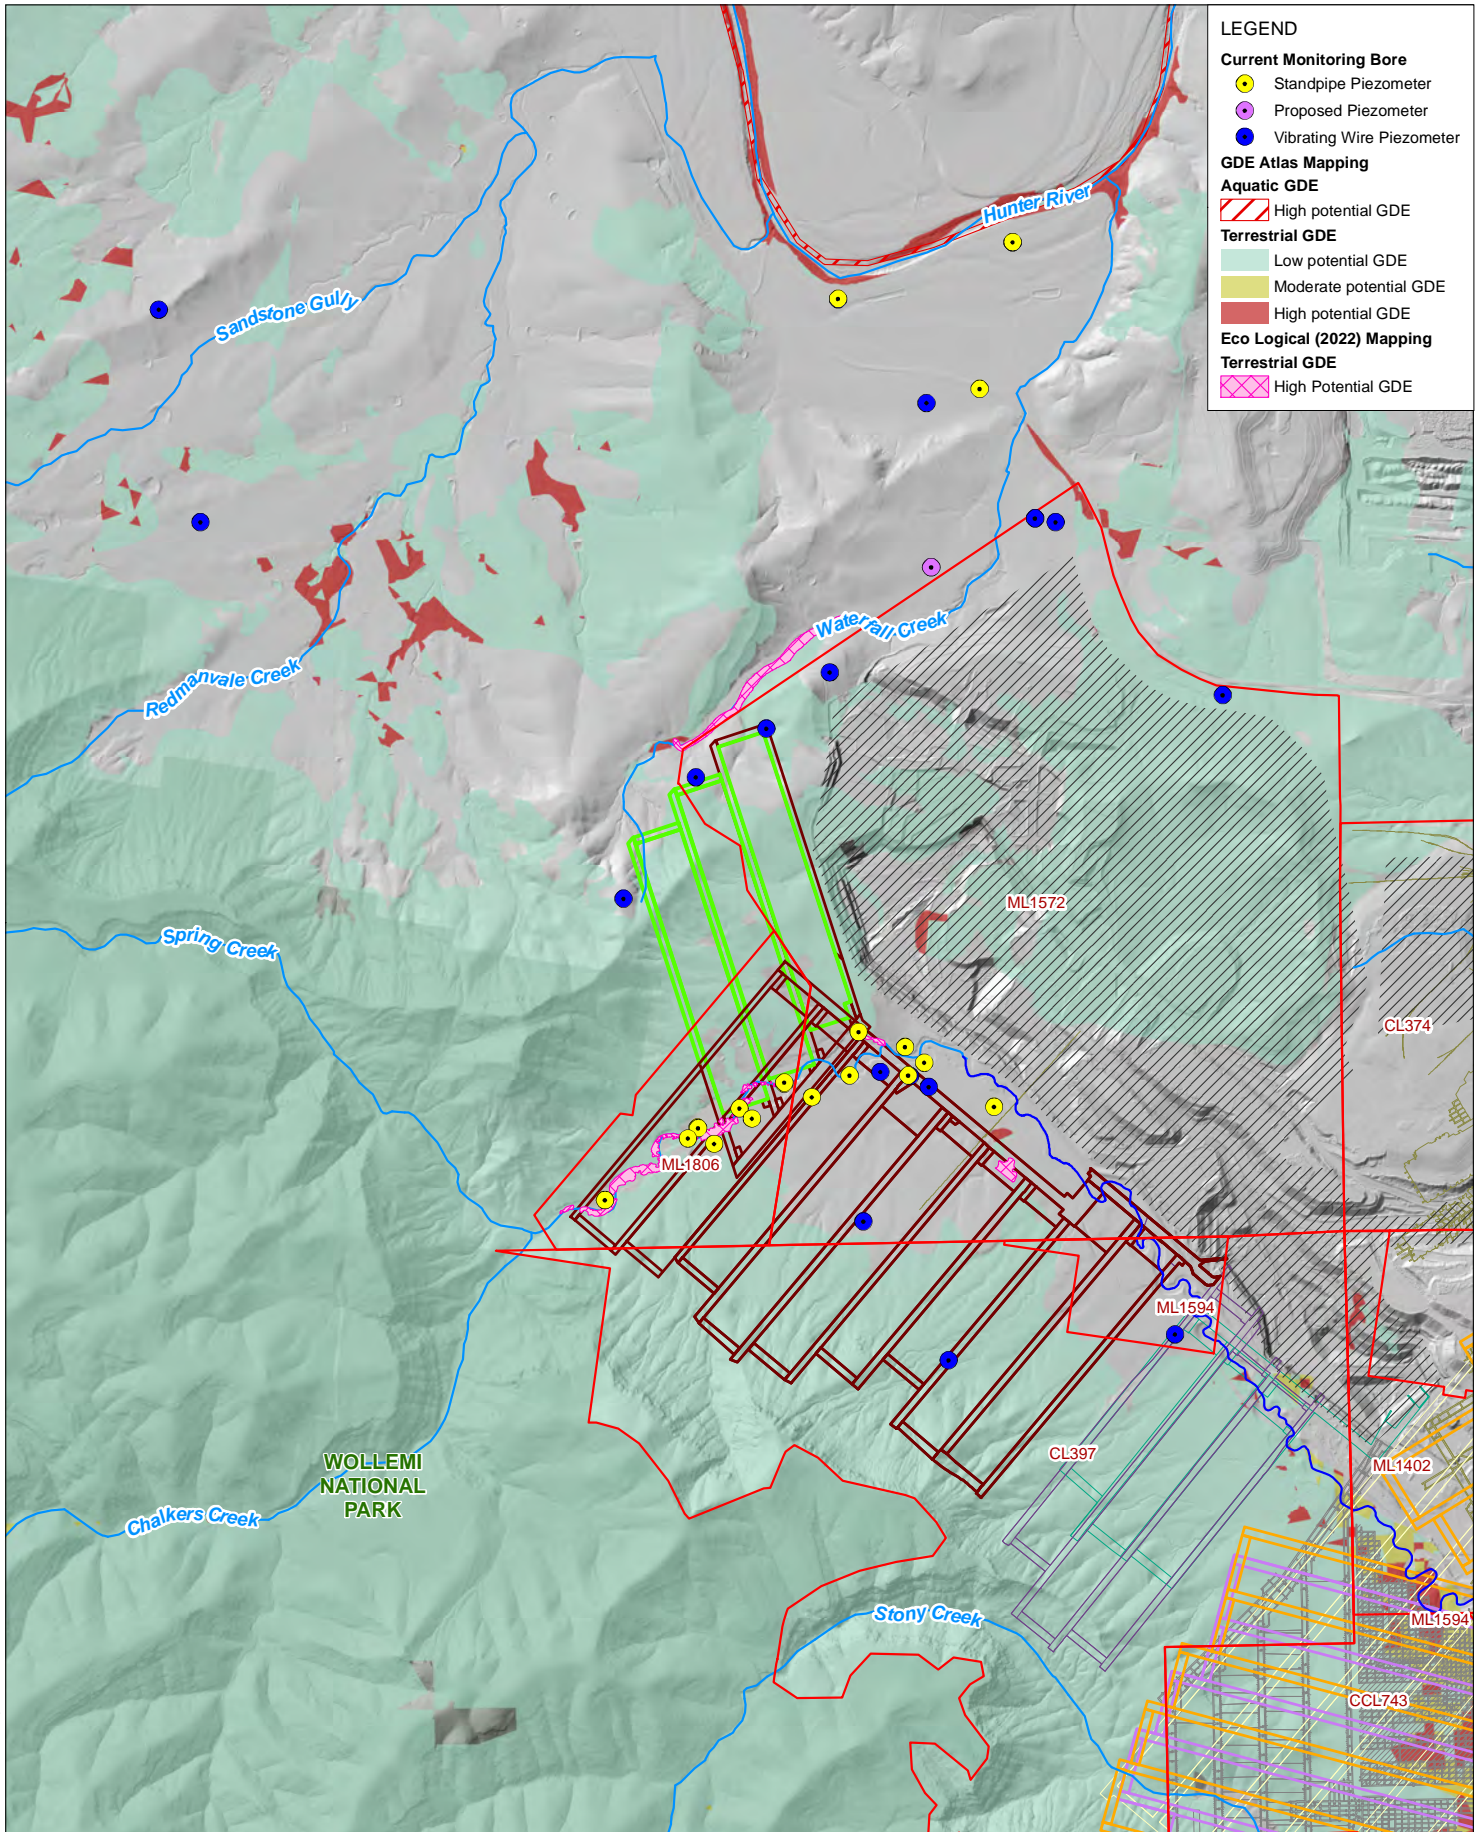 LEGEND
Current Monitoring Bore
Standpipe Piezometer
Proposed Piezometer
Vibrating Wire Piezometer
GDE Atlas Mapping
Aquatic GDE
High potential GDE
Terrestrial GDE
Low potential GDE
Moderate potential GDE
High potential GDE
Eco Logical (2022) Mapping
Terrestrial GDE
High Potential GDE
Hunter River
Sandstone Gully
Waterfall Creek
Redmanvale Creek
ML1572
Spring Creek
CL374
ML1806
ML1594
CL397
WOLLEMI
NATIONAL
PARK
ML1402
Chalkers Creek
Stony Creek
ML1594
CCL743